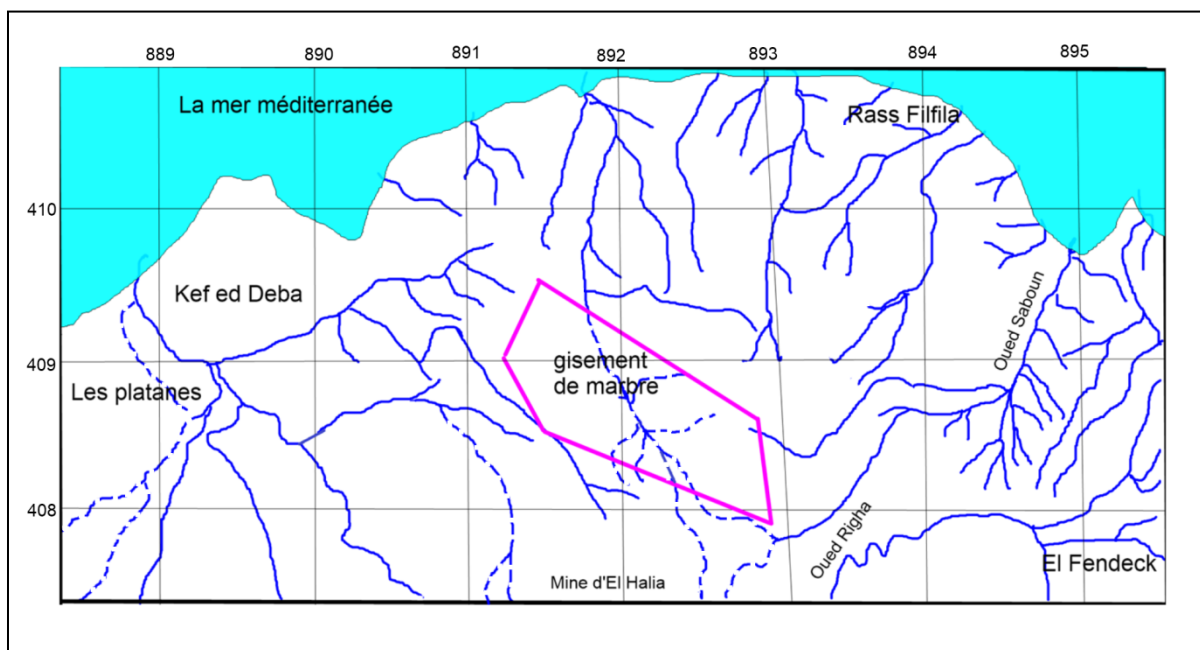 889 890 891 892 893 894 895
La mer méditerranée
Rass Filfila
410
Kef ed Deba
Oued Saboun
409
gisement
de marbre
Les platanes
408
Oued Righa
El Fendeck
Mine d'El Halia